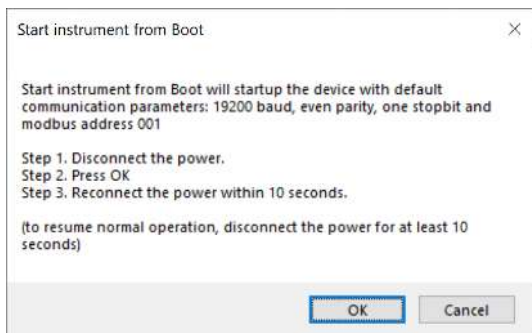 Start instrument from Boot
Start instrument from Boot will startup the device with default
communication parameters: 19200 baud, even parity, one stopbit and
modbus address 001
Step 1. Disconnect the power.
Step 2. Press OK
Step 3. Reconnect the power within 10 seconds.
(to resume normal operation, disconnect the power for at least 10
seconds)
OK
Cancel